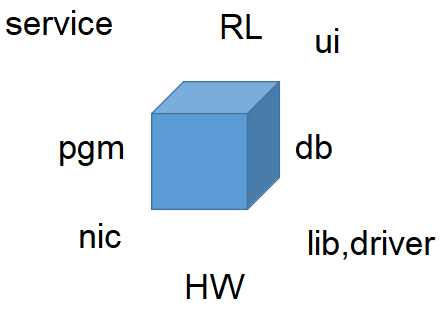 service
RL
ui
pgm
db
nic
lib,driver
HW